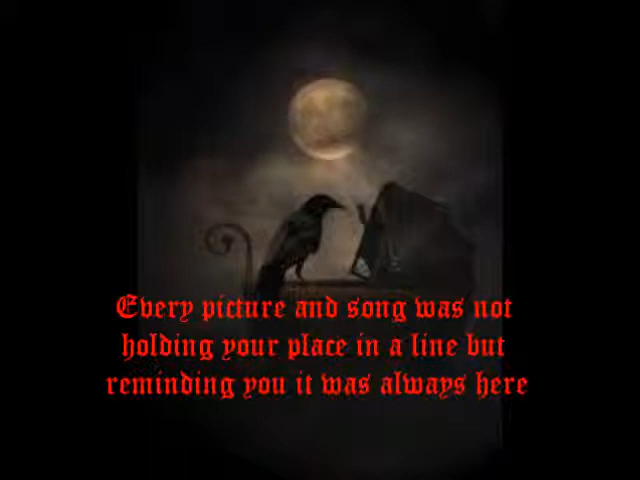 Every picture and song was not
holding your place in a line but
reminding you it was always here